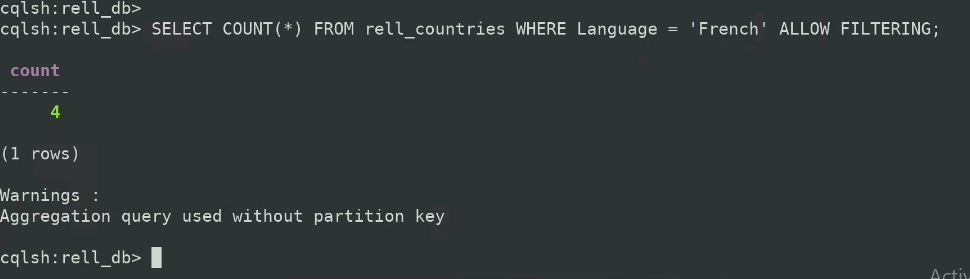 cqlsh:rell_db>
cqlsh:rell_db> SELECT COUNT(*) FROM rell_countries WHERE Language = 'French' ALLOW FILTERING;
count
-------
4
(1 rows)
Warnings :
Aggregation query used without partition key
cqlsh:rell_db>